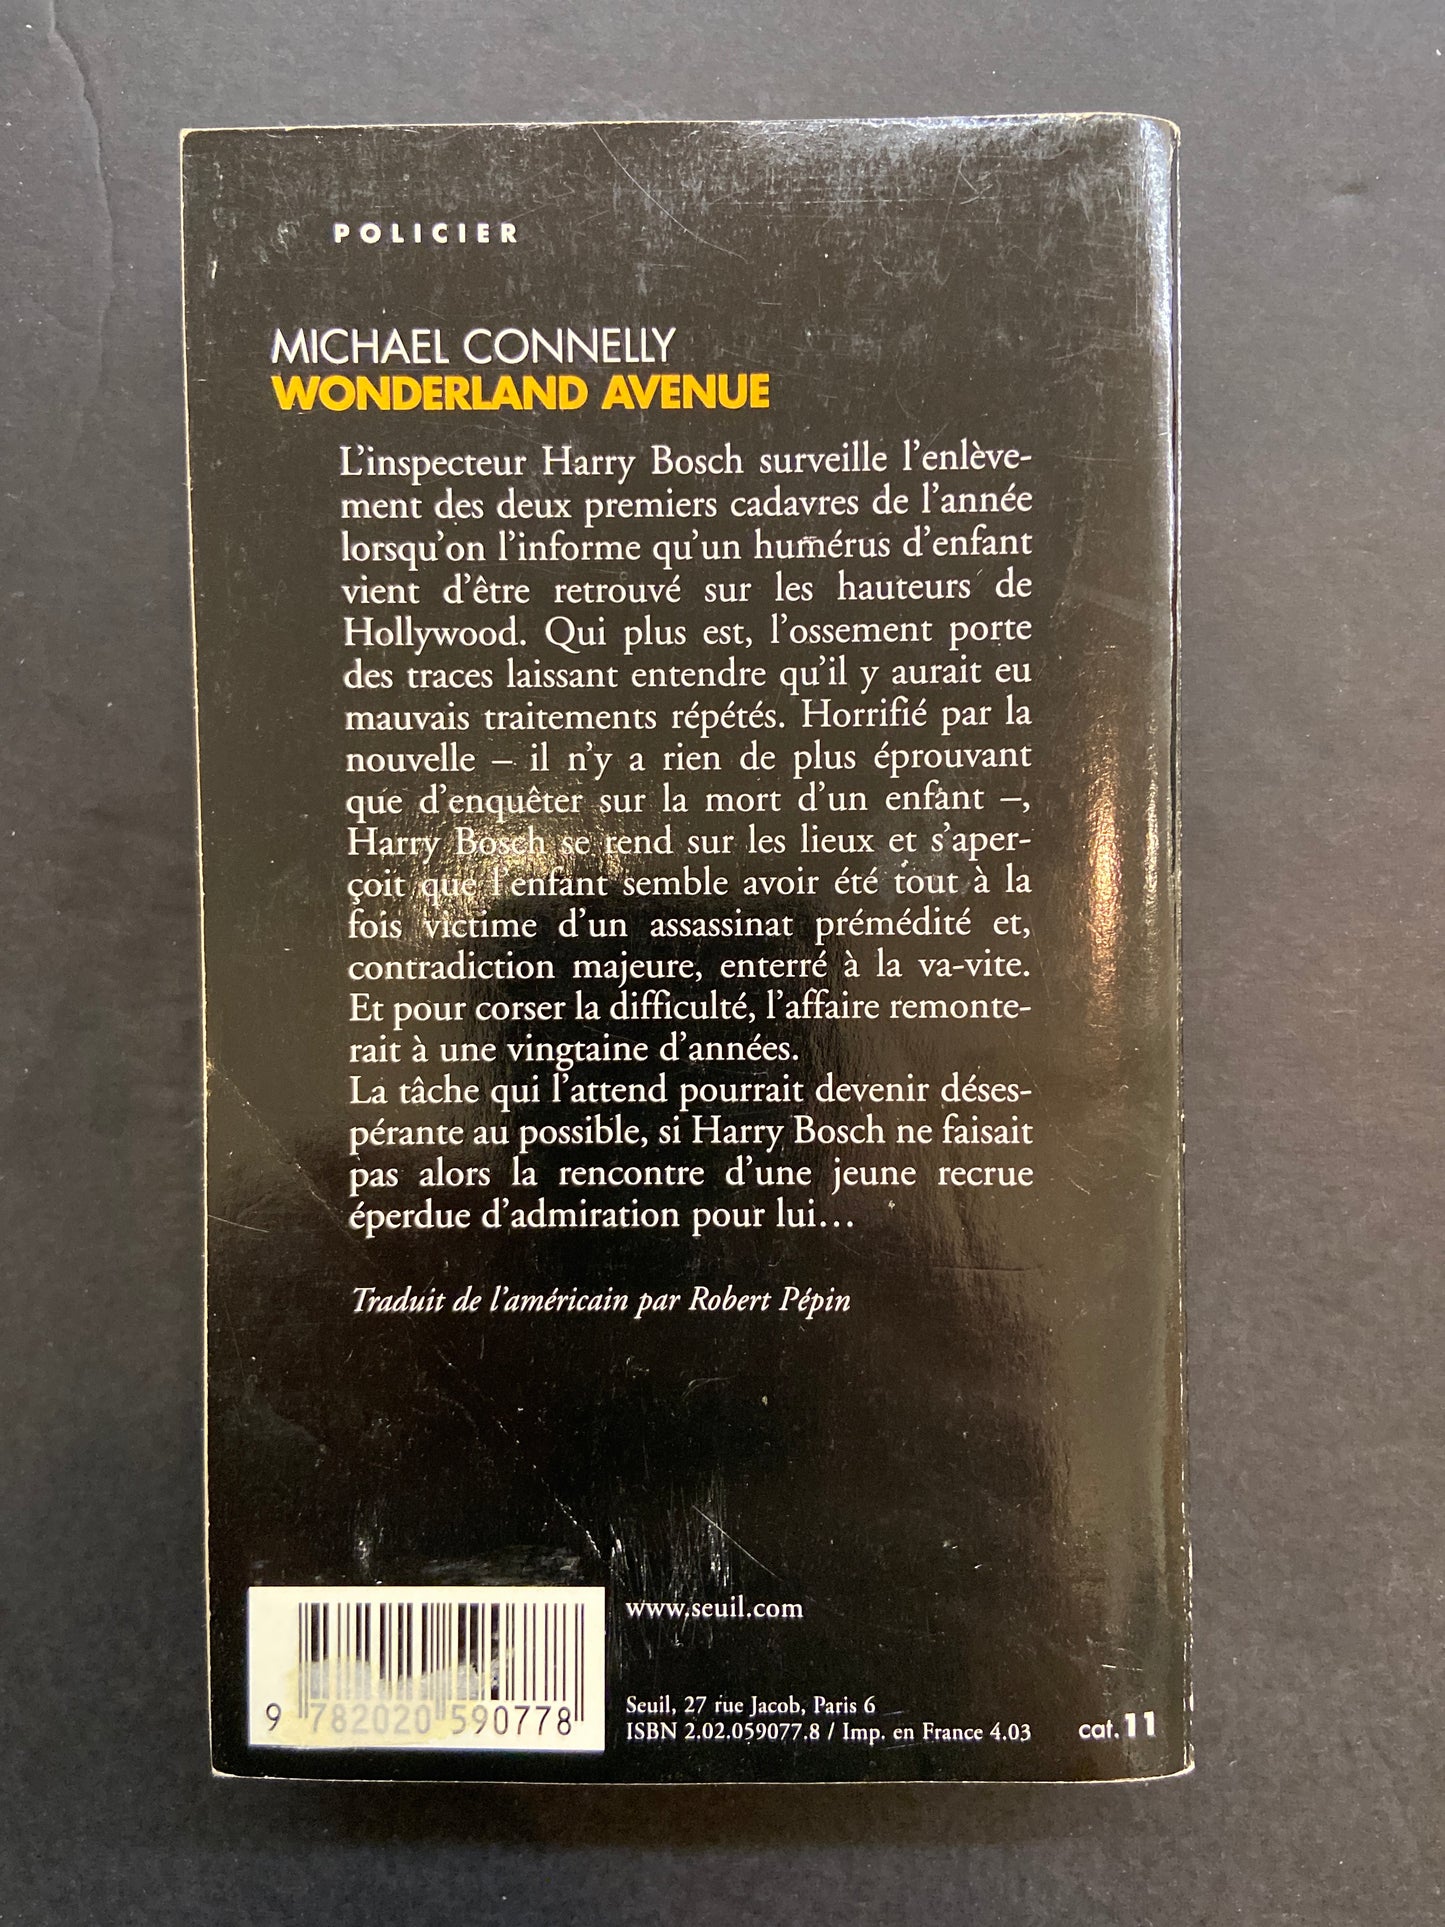 POLICIER
MICHAEL CONNELLY
WONDERLAND AVENUE
L'inspecteur Harry Bosch surveille l'enlève-
ment des deux premiers cadavres de l'année
lorsqu'on l'informe qu'un humérus d'enfant
vient d'être retrouvé sur les hauteurs de
Hollywood. Qui plus est, l'ossement porte
des traces laissant entendre qu'il y aurait eu
mauvais traitements répétés. Horrifié par la
nouvelle – il n'y a rien de plus éprouvant
que d'enquêter sur la mort d'un enfant –,
Harry Bosch se rend sur les lieux et s'aper-
çoit que l'enfant semble avoir été tout à la
fois victime d'un assassinat prémédité et,
contradiction majeure, enterré à la va-vite.
Et pour corser la difficulté, l'affaire remonte-
rait à une vingtaine d'années.
La tâche qui l'attend pourrait devenir déses-
pérante au possible, si Harry Bosch ne faisait
pas alors la rencontre d'une jeune recrue
éperdue d'admiration pour lui…
Traduit de l'américain par Robert Pépin
www.seuil.com
Seuil, 27 rue Jacob, Paris 6
ISBN 2.02.059077.8 / Imp. en France 4.03
cat.11
9 782020 590778